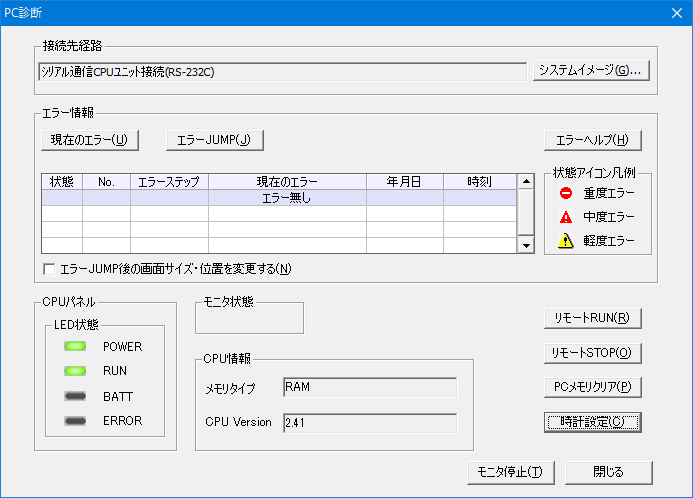 PC診断
接続先経路
シリアル通信CPUユニット接続(RS-232C)
システムイメージ(G)...
エラー情報
現在のエラー(U)
エラーJUMP(J)
エラーヘルプ(H)
状態 No. エラーステップ 現在のエラー 年月日 時刻
エラー無し
状態アイコン凡例
重度エラー
中度エラー
軽度エラー
エラーJUMP後の画面サイズ・位置を変更する(N)
CPUパネル
LED状態
POWER
RUN
BATT
ERROR
モニタ状態
CPU情報
メモリタイプ RAM
CPU Version 2.41
リモートRUN(R)
リモートSTOP(O)
PCメモリクリア(P)
時計設定(C)
モニタ停止(T)
閉じる